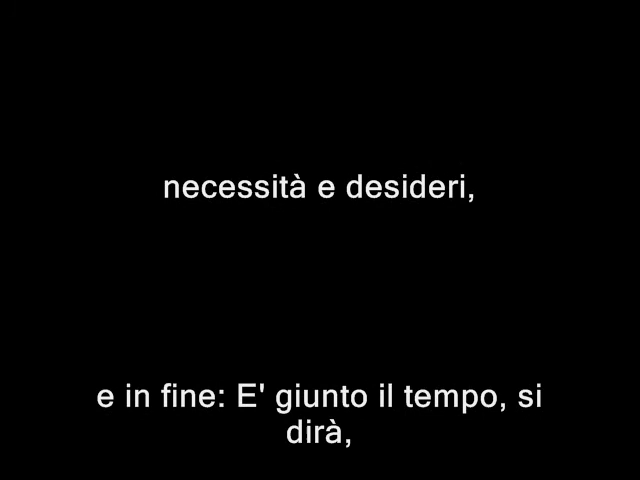 necessità e desideri,
e in fine: E' giunto il tempo, si
dirà,